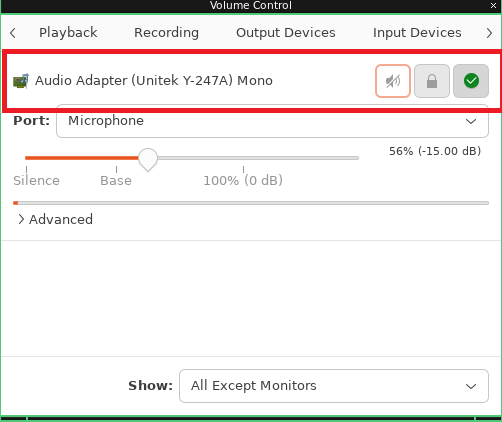 Volume Control
Playback Recording Output Devices Input Devices
Audio Adapter (Unitek Y-247A) Mono
Port: Microphone
56% (-15.00 dB)
Silence Base 100% (0 dB)
Advanced
Show: All Except Monitors